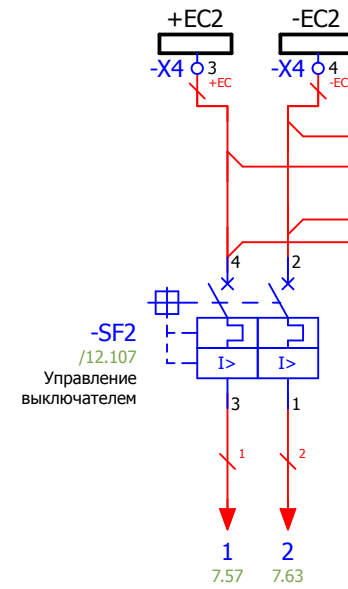 +EC2 -EC2
-X4 3 -X4 4
+EC -EC
4 2
-SF2
/12.107
Управление
выключателем
I> I>
3 1
1 2
1 2
7.57 7.63